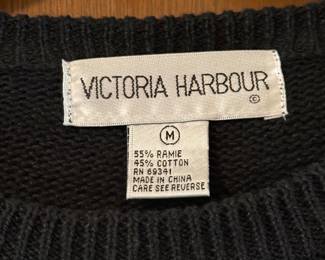 VICTORIA HARBOUR
©
M
55% RAMIE
45% COTTON
RN 69341
MADE IN CHINA
CARE SEE REVERSE